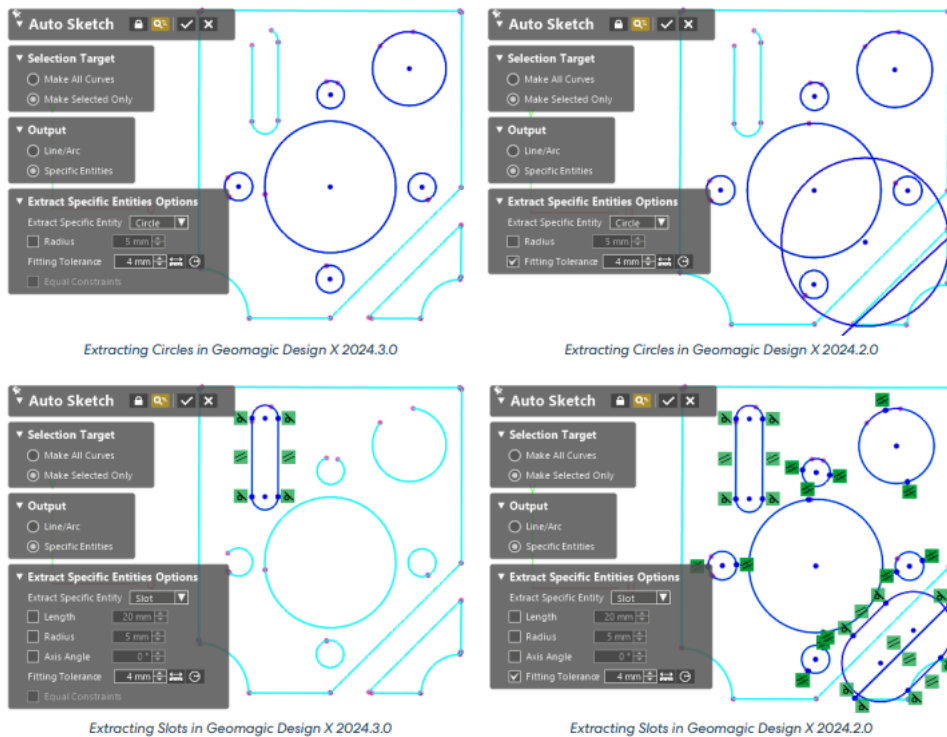 Auto Sketch
Selection Target
Make All Curves
Make Selected Only
Output
Line/Arc
Specific Entities
Extract Specific Entities Options
Extract Specific Entity Circle
Radius 5 mm
Fitting Tolerance 4 mm
Equal Constraints
Extracting Circles in Geomagic Design X 2024.3.0
Auto Sketch
Selection Target
Make All Curves
Make Selected Only
Output
Line/Arc
Specific Entities
Extract Specific Entities Options
Extract Specific Entity Circle
Radius 5 mm
Fitting Tolerance 4 mm
Extracting Circles in Geomagic Design X 2024.2.0
Auto Sketch
Selection Target
Make All Curves
Make Selected Only
Output
Line/Arc
Specific Entities
Extract Specific Entities Options
Extract Specific Entity Slot
Length 20 mm
Radius 5 mm
Axis Angle 0 °
Fitting Tolerance 4 mm
Equal Constraints
Extracting Slots in Geomagic Design X 2024.3.0
Auto Sketch
Selection Target
Make All Curves
Make Selected Only
Output
Line/Arc
Specific Entities
Extract Specific Entities Options
Extract Specific Entity Slot
Length 20 mm
Radius 5 mm
Axis Angle 0 °
Fitting Tolerance 4 mm
Extracting Slots in Geomagic Design X 2024.2.0